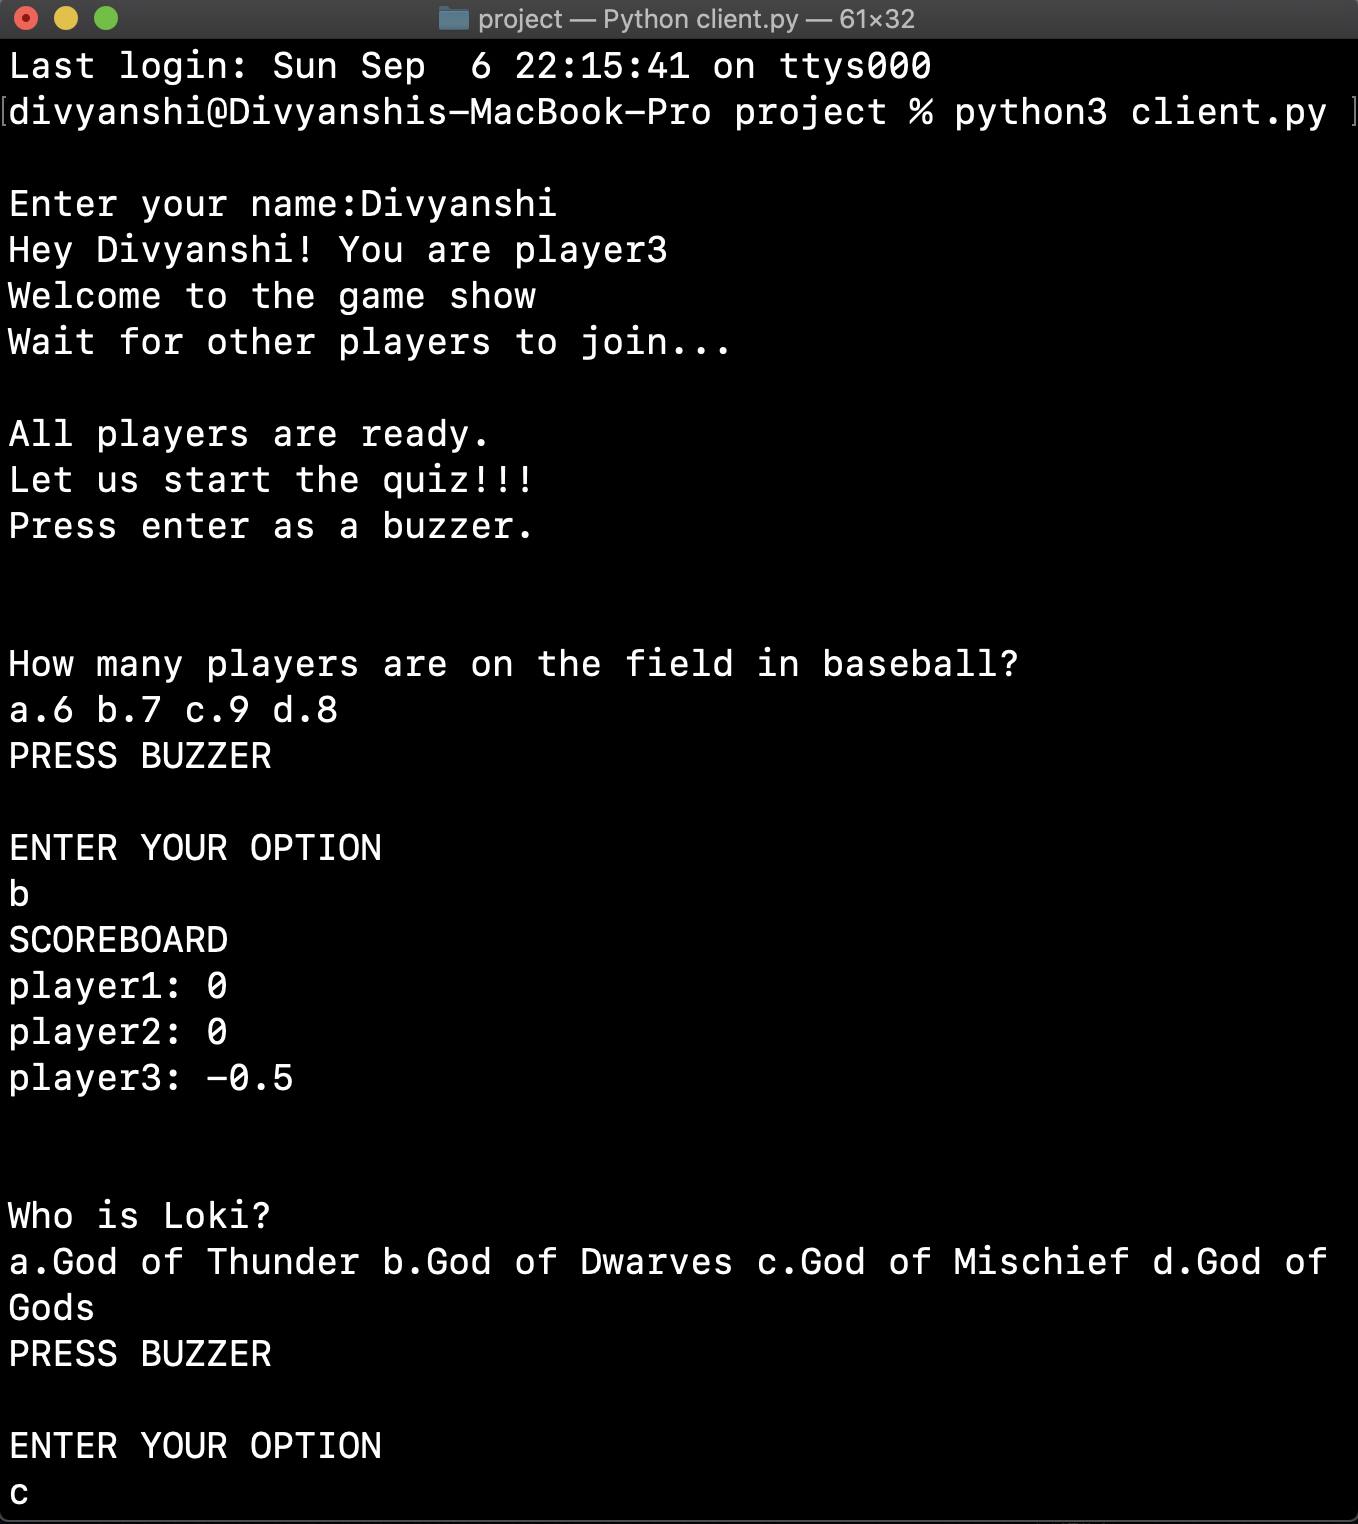 project — Python client.py — 61×32
Last login: Sun Sep  6 22:15:41 on ttys000
[divyanshi@Divyanshis-MacBook-Pro project % python3 client.py ]
Enter your name:Divyanshi
Hey Divyanshi! You are player3
Welcome to the game show
Wait for other players to join...
All players are ready.
Let us start the quiz!!!
Press enter as a buzzer.
How many players are on the field in baseball?
a.6 b.7 c.9 d.8
PRESS BUZZER
ENTER YOUR OPTION
b
SCOREBOARD
player1: 0
player2: 0
player3: -0.5
Who is Loki?
a.God of Thunder b.God of Dwarves c.God of Mischief d.God of
Gods
PRESS BUZZER
ENTER YOUR OPTION
c